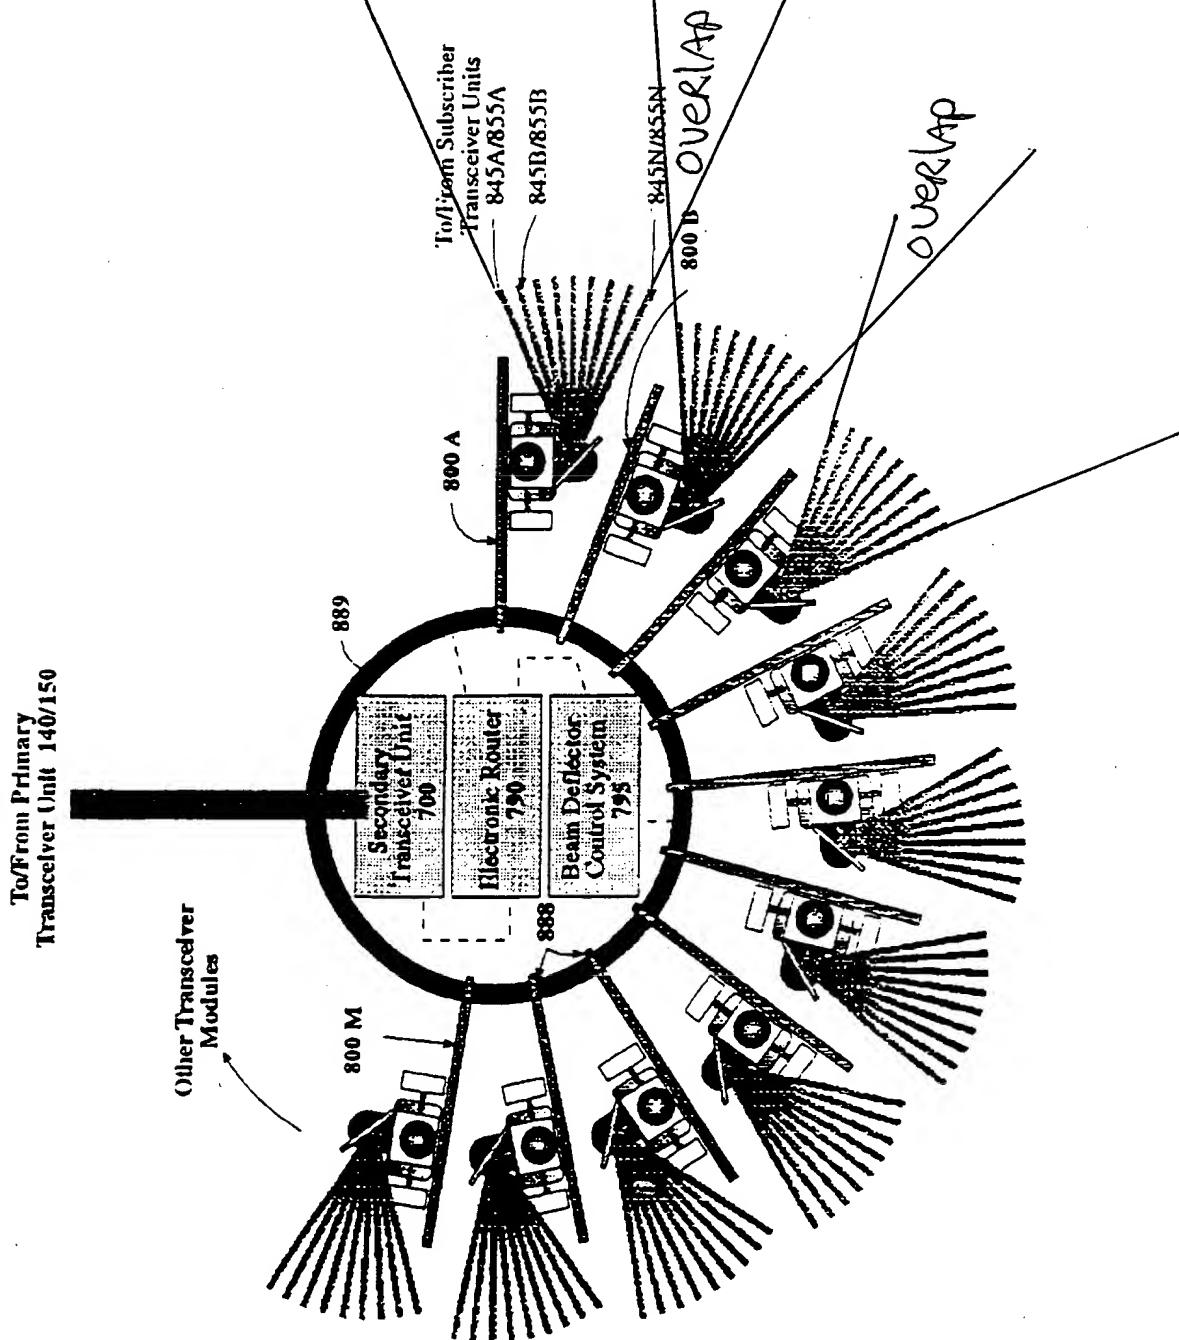 To/From Primary
Transceiver Unit 140/150
Other Transceiver
Modules
800 M
888
889
800 A
Secondary
Transceiver Unit
700
Electronic Router
790
Beam Deflector
Control System
795
To/From Subscriber
Transceiver Units
845A/855A
845B/855B
845N/855N
800 B
OVERLAP
OVERLAP